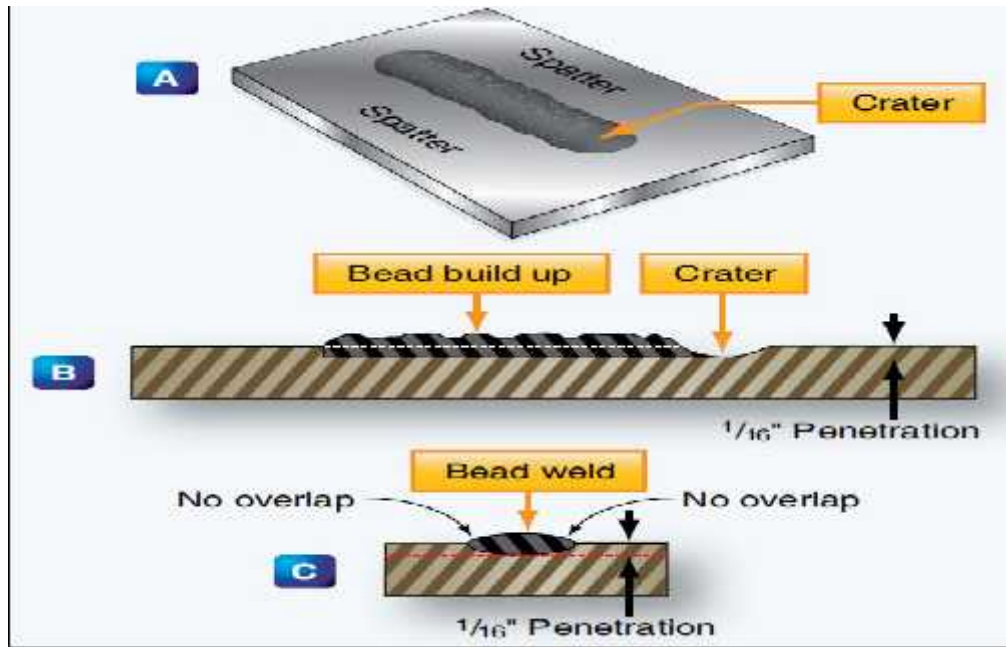 A
Spatter
Spatter
Crater
Bead build up
Crater
B
1/16" Penetration
Bead weld
No overlap
No overlap
C
1/16" Penetration